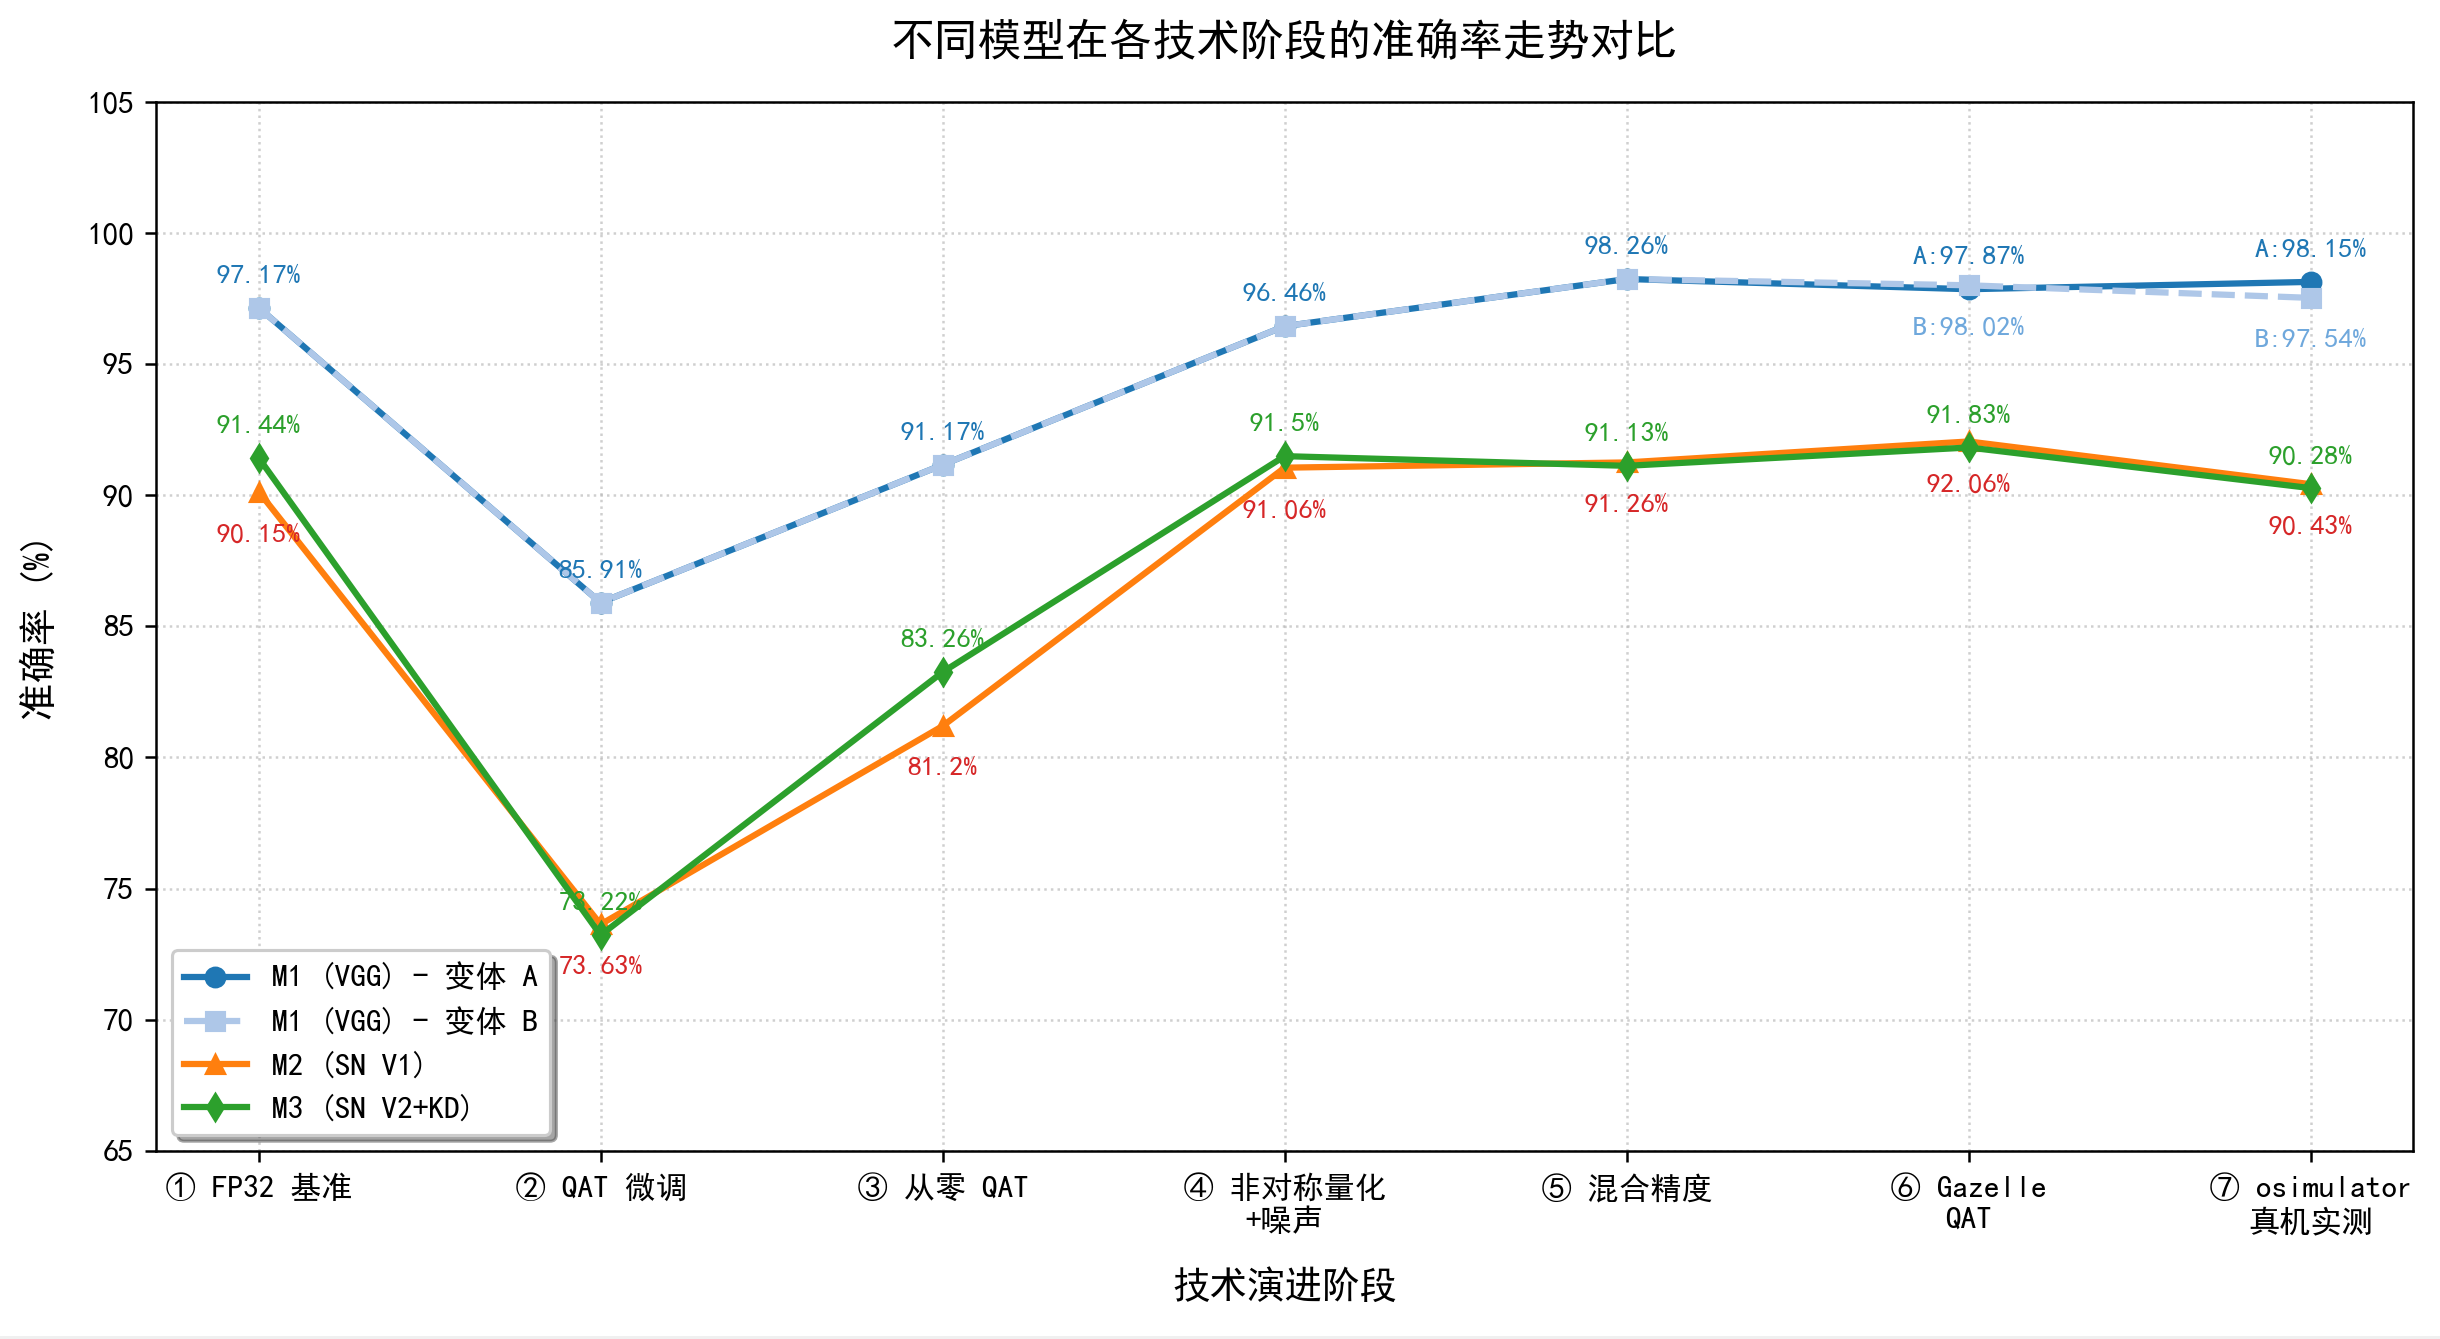 不同模型在各技术阶段的准确率走势对比
105
100
95
90
85
80
75
70
65
准确率 (%)
97.17%
91.44%
90.15%
85.91%
73.22%
73.63%
91.17%
83.26%
81.2%
96.46%
91.5%
91.06%
98.26%
91.13%
91.26%
A:97.87%
B:98.02%
91.83%
92.06%
A:98.15%
B:97.54%
90.28%
90.43%
M1 (VGG) - 变体 A
M1 (VGG) - 变体 B
M2 (SN V1)
M3 (SN V2+KD)
① FP32 基准
② QAT 微调
③ 从零 QAT
④ 非对称量化
+噪声
⑤ 混合精度
⑥ Gazelle
QAT
⑦ osimulator
真机实测
技术演进阶段